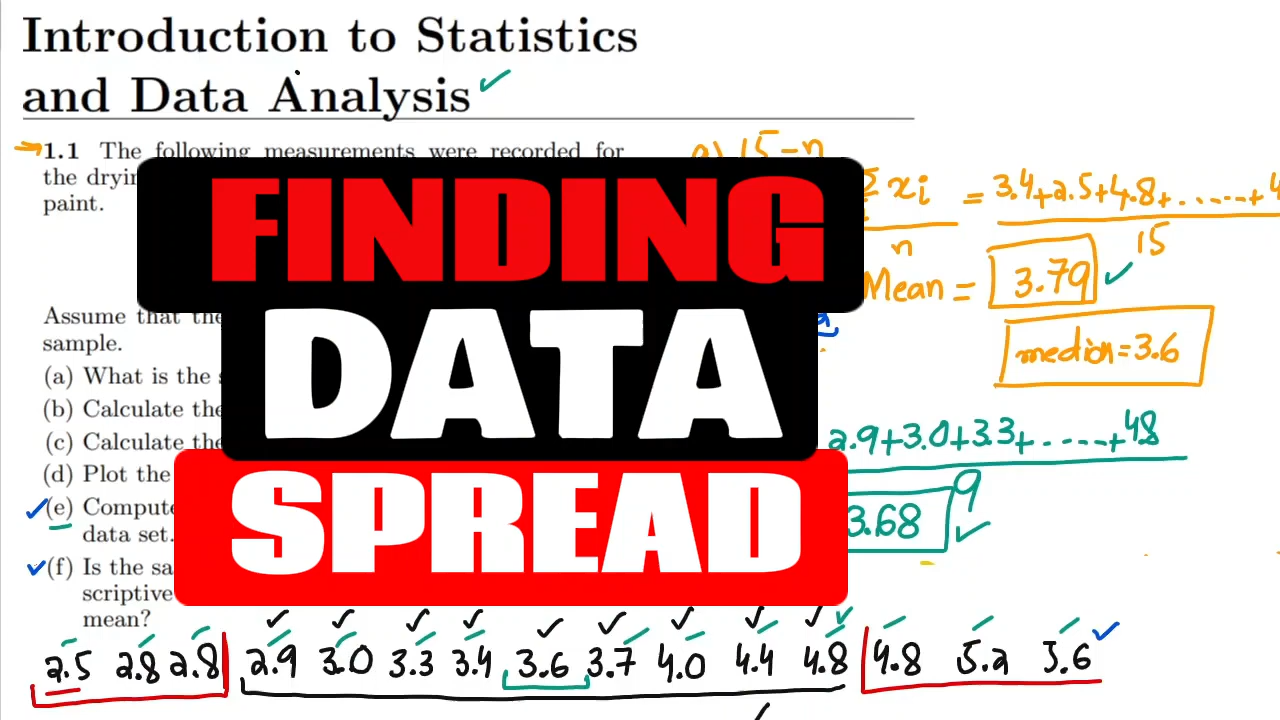 Introduction to Statistics
and Data Analysis
1.1 The following measurements were recorded for
the dryin
paint.
a) 15 - n
Σ xi = 3.4+2.5+4.8+......+4
n
15
Mean = 3.79
median = 3.6
FINDING
DATA
SPREAD
Assume that the
sample.
(a) What is the s
(b) Calculate the
(c) Calculate the
(d) Plot the
(e) Compute
data set.
(f) Is the sa
scriptive
mean?
2.9+3.0+3.3+......+4.8
9
3.68
2.5 2.8 2.8 2.9 3.0 3.3 3.4 3.6 3.7 4.0 4.4 4.8 4.8 5.2 5.6